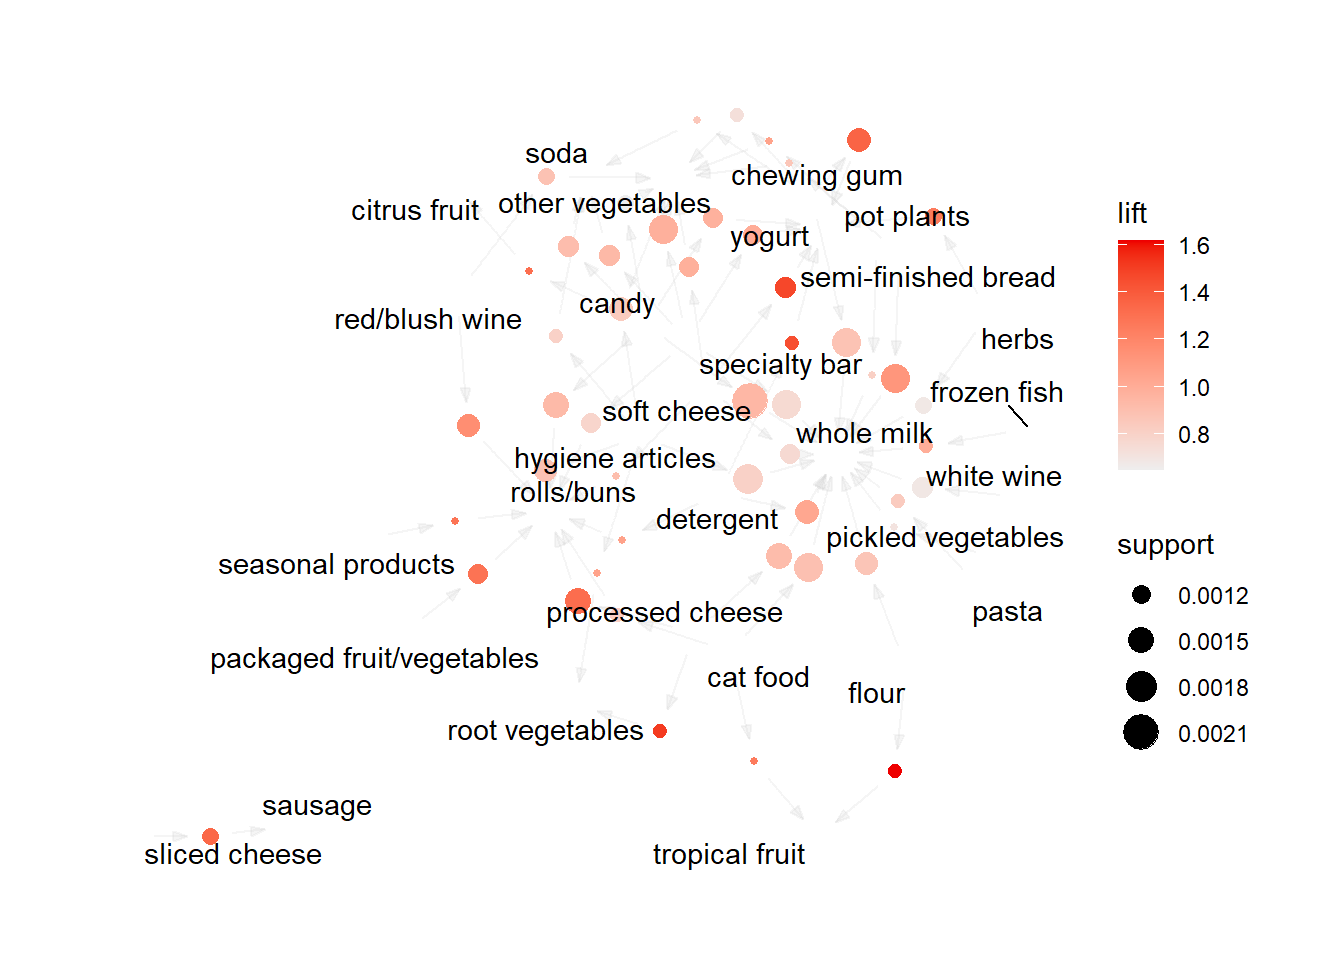 soda
chewing gum
citrus fruit
other vegetables
pot plants
yogurt
semi-finished bread
candy
red/blush wine
herbs
specialty bar
frozen fish
soft cheese
whole milk
hygiene articles
white wine
rolls/buns
detergent
pickled vegetables
seasonal products
processed cheese
pasta
packaged fruit/vegetables
cat food
flour
root vegetables
sausage
sliced cheese
tropical fruit
lift
1.6
1.4
1.2
1.0
0.8
support
0.0012
0.0015
0.0018
0.0021